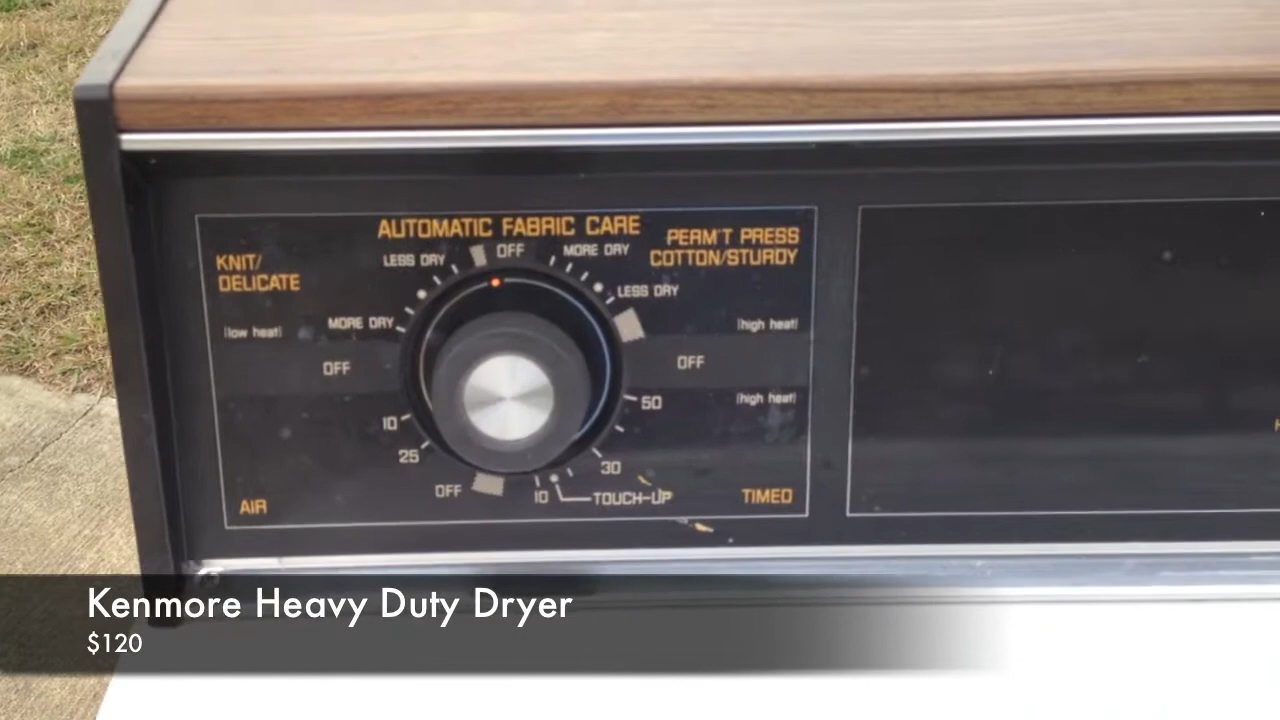 AUTOMATIC FABRIC CARE
KNIT/
DELICATE
LESS DRY
OFF
MORE DRY
PERM'T PRESS
COTTON/STURDY
LESS DRY
(low heat)
MORE DRY
(high heat)
OFF
OFF
10
50
(high heat)
25
30
OFF
10
TOUCH-UP
AIR
TIMED
Kenmore Heavy Duty Dryer
$120